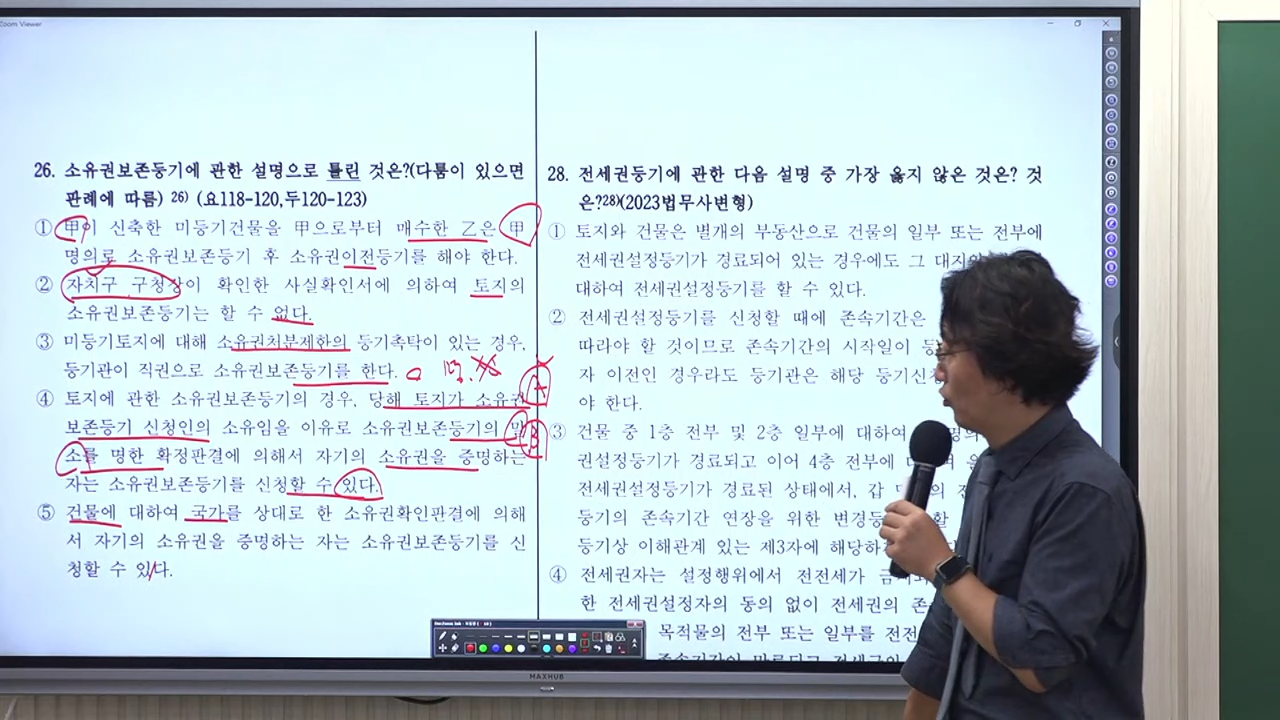 Zoom Viewer
26. 소유권보존등기에 관한 설명으로 틀린 것은?(다툼이 있으면
판례에 따름) 26) (요118-120,두120-123)
① 甲이 신축한 미등기건물을 甲으로부터 매수한 乙은 甲
명의로 소유권보존등기 후 소유권이전등기를 해야 한다.
② 자치구 구청장이 확인한 사실확인서에 의하여 토지의
소유권보존등기는 할 수 없다.
③ 미등기토지에 대해 소유권처분제한의 등기촉탁이 있는 경우,
등기관이 직권으로 소유권보존등기를 한다.
④ 토지에 관한 소유권보존등기의 경우, 당해 토지가 소유권
보존등기 신청인의 소유임을 이유로 소유권보존등기의 말
소를 명한 확정판결에 의해서 자기의 소유권을 증명하는
자는 소유권보존등기를 신청할 수 있다.
⑤ 건물에 대하여 국가를 상대로 한 소유권확인판결에 의해
서 자기의 소유권을 증명하는 자는 소유권보존등기를 신
청할 수 있다.
28. 전세권등기에 관한 다음 설명 중 가장 옳지 않은 것은? 것
은?28)(2023법무사변형)
① 토지와 건물은 별개의 부동산으로 건물의 일부 또는 전부에
전세권설정등기가 경료되어 있는 경우에도 그 대지의
대하여 전세권설정등기를 할 수 있다.
② 전세권설정등기를 신청할 때에 존속기간은
따라야 할 것이므로 존속기간의 시작일이 등
자 이전인 경우라도 등기관은 해당 등기신
야 한다.
③ 건물 중 1층 전부 및 2층 일부에 대하여
권설정등기가 경료되고 이어 4층 전부에
전세권설정등기가 경료된 상태에서, 갑
등기의 존속기간 연장을 위한 변경등
등기상 이해관계 있는 제3자에 해당하
④ 전세권자는 설정행위에서 전전세가 금지
한 전세권설정자의 동의 없이 전세권의 존
목적물의 전부 또는 일부를 전전
MAXHUB